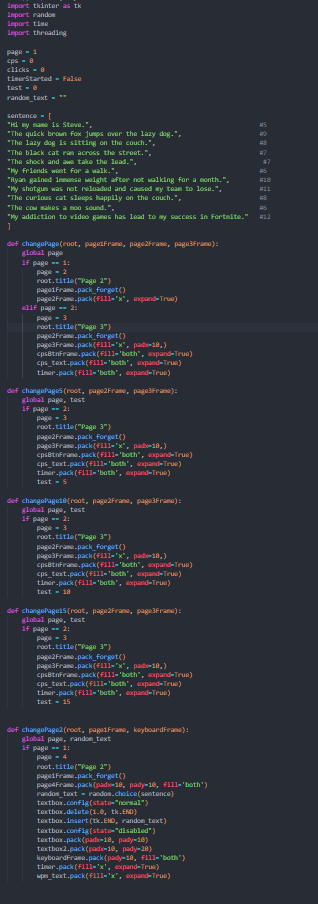 import tkinter as tk
import random
import time
import threading

page = 1
cps = 0
clicks = 0
timerStarted = False
test = 0
random_text = ""

sentence = [
"Hi my name is Steve.", #5
"The quick brown fox jumps over the lazy dog.", #9
"The lazy dog is sitting on the couch.", #8
"The black cat ran across the street.", #7
"The shock and awe take the lead.", #7
"My friends went for a walk.", #6
"Ryan gained immense weight after not walking for a month.", #10
"My shotgun was not reloaded and caused my team to lose.", #11
"The curious cat sleeps happily on the couch.", #8
"The cow makes a moo sound.", #6
"My addiction to video games has lead to my success in Fortnite." #12
]

def changePage(root, page1Frame, page2Frame, page3Frame):
    global page
    if page == 1:
        page = 2
        root.title("Page 2")
        page1Frame.pack_forget()
        page2Frame.pack(fill='x', expand=True)
    elif page == 2:
        page = 3
        root.title("Page 3")
        page2Frame.pack_forget()
        page3Frame.pack(fill='x', padx=10,)
        cpsBtnFrame.pack(fill='both', expand=True)
        cps_text.pack(fill='both', expand=True)
        timer.pack(fill='both', expand=True)

def changePage5(root, page2Frame, page3Frame):
    global page, test
    if page == 2:
        page = 3
        root.title("Page 3")
        page2Frame.pack_forget()
        page3Frame.pack(fill='x', padx=10,)
        cpsBtnFrame.pack(fill='both', expand=True)
        cps_text.pack(fill='both', expand=True)
        timer.pack(fill='both', expand=True)
        test = 5

def changePage10(root, page2Frame, page3Frame):
    global page, test
    if page == 2:
        page = 3
        root.title("Page 3")
        page2Frame.pack_forget()
        page3Frame.pack(fill='x', padx=10,)
        cpsBtnFrame.pack(fill='both', expand=True)
        cps_text.pack(fill='both', expand=True)
        timer.pack(fill='both', expand=True)
        test = 10

def changePage15(root, page2Frame, page3Frame):
    global page, test
    if page == 2:
        page = 3
        root.title("Page 3")
        page2Frame.pack_forget()
        page3Frame.pack(fill='x', padx=10,)
        cpsBtnFrame.pack(fill='both', expand=True)
        cps_text.pack(fill='both', expand=True)
        timer.pack(fill='both', expand=True)
        test = 15

def changePage2(root, page1Frame, keyboardFrame):
    global page, random_text
    if page == 1:
        page = 4
        root.title("Page 2")
        page1Frame.pack_forget()
        page4Frame.pack(padx=10, pady=10, fill='both')
        random_text = random.choice(sentence)
        textbox.config(state="normal")
        textbox.delete(1.0, tk.END)
        textbox.insert(tk.END, random_text)
        textbox.config(state="disabled")
        textbox.pack(padx=10, pady=10)
        textbox2.pack(padx=10, pady=20)
        keyboardFrame.pack(pady=10, fill='both')
        timer.pack(fill='x', expand=True)
        wpm_text.pack(fill='x', expand=True)